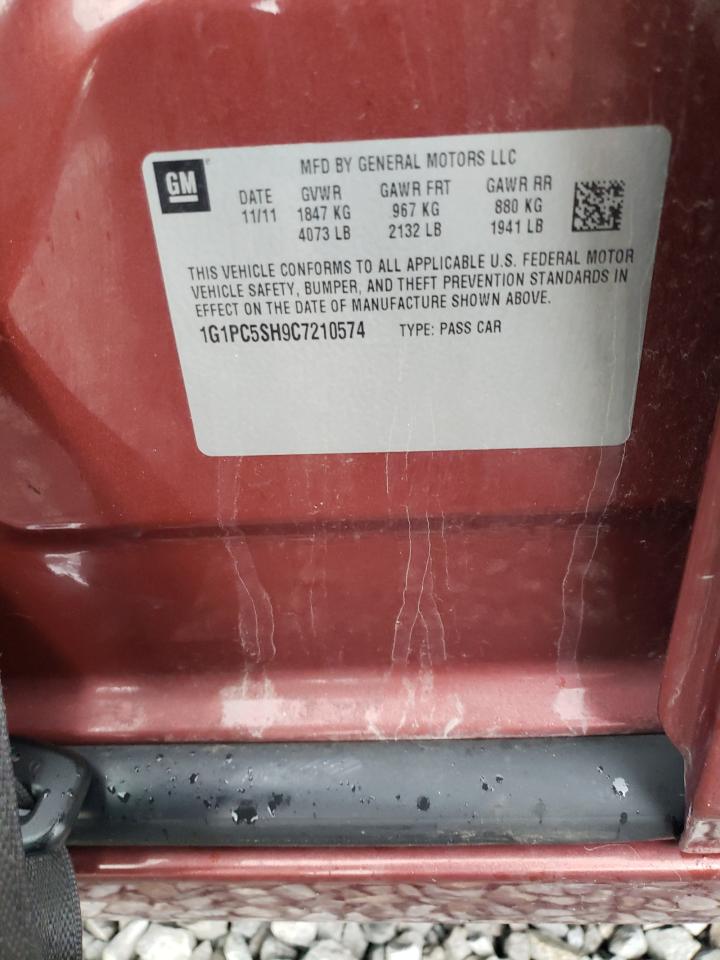 GM
MFD BY GENERAL MOTORS LLC
DATE GVWR GAWR FRT GAWR RR
11/11 1847 KG 967 KG 880 KG
4073 LB 2132 LB 1941 LB
THIS VEHICLE CONFORMS TO ALL APPLICABLE U.S. FEDERAL MOTOR
VEHICLE SAFETY, BUMPER, AND THEFT PREVENTION STANDARDS IN
EFFECT ON THE DATE OF MANUFACTURE SHOWN ABOVE.
1G1PC5SH9C7210574 TYPE: PASS CAR